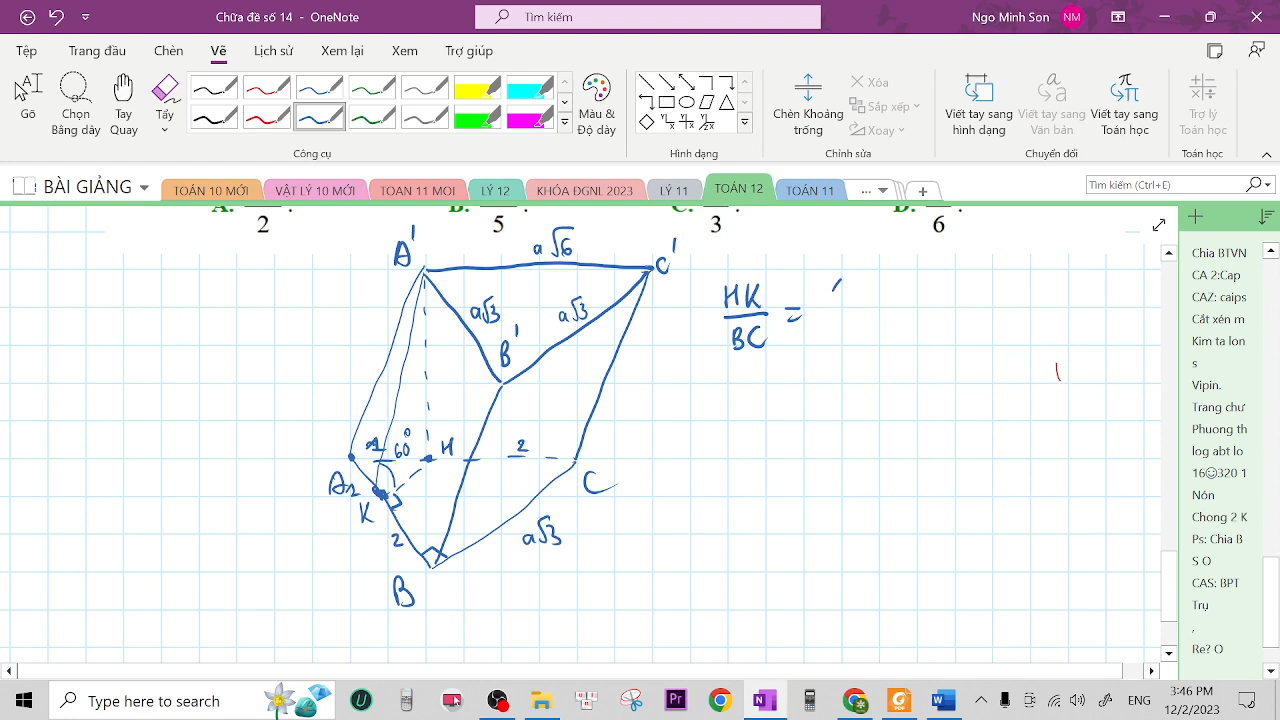 Chữa đề số 14 - OneNote
Tìm kiếm
Ngo Minh Son
NM
Tệp
Trang đầu
Chèn
Vẽ
Lịch sử
Xem lại
Xem
Trợ giúp
Gõ
Chọn Bằng dây
Tay Quay
Tẩy
Màu & Độ dày
Chèn Khoảng trống
Xóa
Sắp xếp
Xoay
Viết tay sang hình dạng
Viết tay sang Văn bản
Viết tay sang Toán học
Trợ lý Toán học
Công cụ
Hình dạng
Chỉnh sửa
Chuyển đổi
Toán học
BÀI GIẢNG
TOÁN 10 MỚI
VẬT LÝ 10 MỚI
TOAN 11 MOI
LÝ 12
KHÓA ĐGNL 2023
LÝ 11
TOÁN 12
TOÁN 11
...
Tìm kiếm (Ctrl+E)
A.
B.
C.
D.
2
5
3
6
A'
a√6
C'
a√3
a√3
B'
HK
BC
=
1
60°
H
2
A
K
C
2
a√3
B
Chia BTVN
CA 2:Cap
CAZ: caips
Cắt xén m
Kim ta lon
s
Vipin.
Trang chư
Phuong th
log abt lo
16☺320 1
Nón
Chong 2 K
Ps: Chia B
S O
CAS: BPT
Trụ
,
Re? O
Type here to search
ENG
3:46 PM
12/2/2023